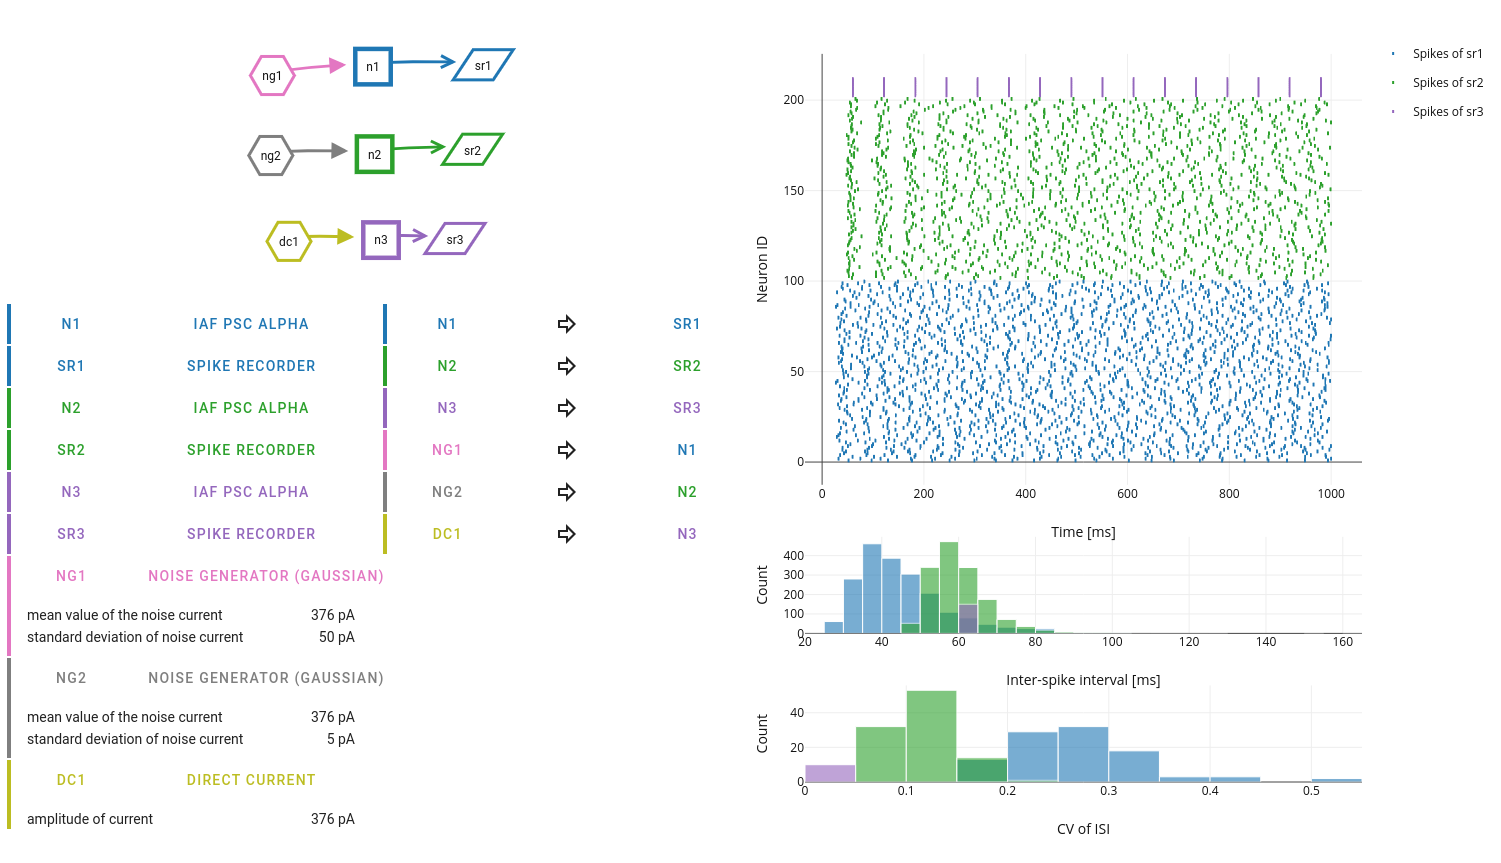 ng1
n1
sr1
ng2
n2
sr2
dc1
n3
sr3
N1 IAF PSC ALPHA N1 SR1
SR1 SPIKE RECORDER N2 SR2
N2 IAF PSC ALPHA N3 SR3
SR2 SPIKE RECORDER NG1 N1
N3 IAF PSC ALPHA NG2 N2
SR3 SPIKE RECORDER DC1 N3
NG1 NOISE GENERATOR (GAUSSIAN)
mean value of the noise current 376 pA
standard deviation of noise current 50 pA
NG2 NOISE GENERATOR (GAUSSIAN)
mean value of the noise current 376 pA
standard deviation of noise current 5 pA
DC1 DIRECT CURRENT
amplitude of current 376 pA
Spikes of sr1
Spikes of sr2
Spikes of sr3
Neuron ID
200
150
100
50
0
0 200 400 600 800 1000
Time [ms]
Count
400
300
200
100
0
20 40 60 80 100 120 140 160
Inter-spike interval [ms]
Count
40
20
0
0 0.1 0.2 0.3 0.4 0.5
CV of ISI